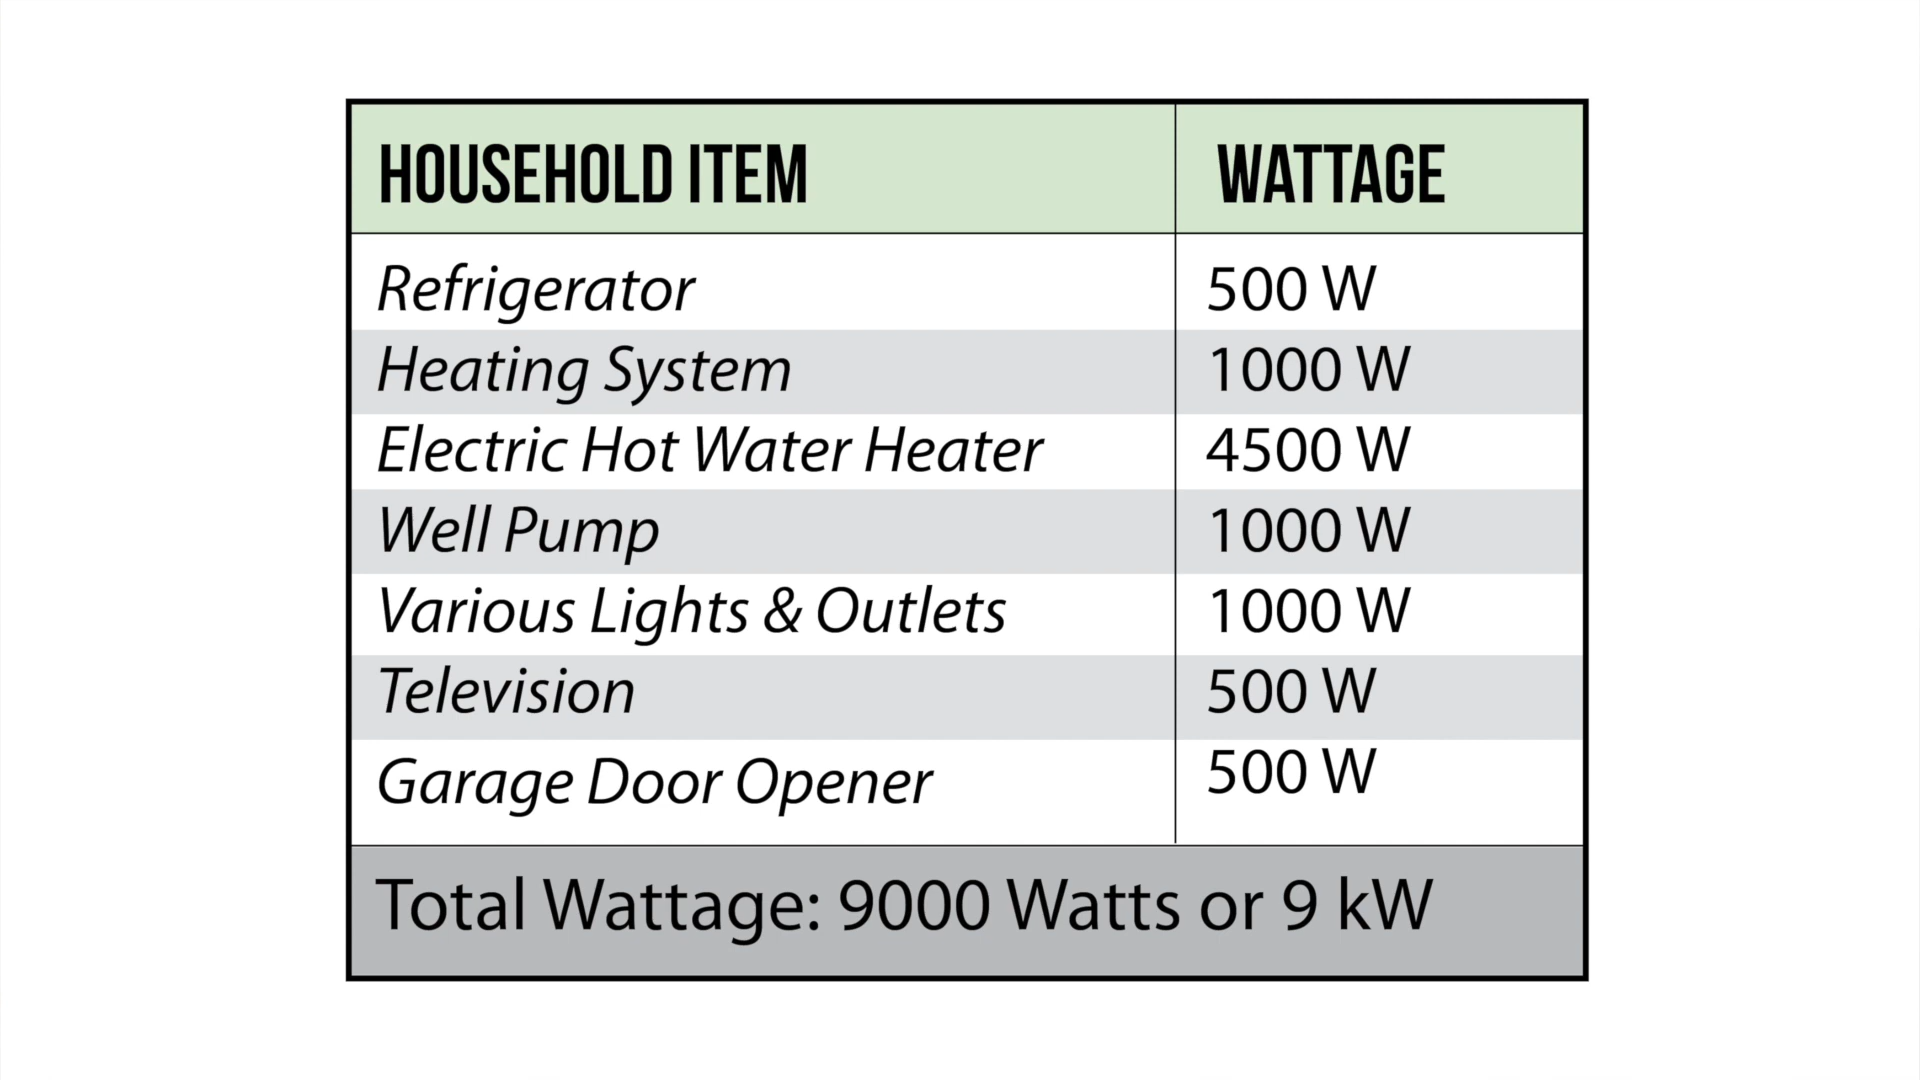 HOUSEHOLD ITEM WATTAGE
Refrigerator 500 W
Heating System 1000 W
Electric Hot Water Heater 4500 W
Well Pump 1000 W
Various Lights & Outlets 1000 W
Television 500 W
Garage Door Opener 500 W
Total Wattage: 9000 Watts or 9 kW